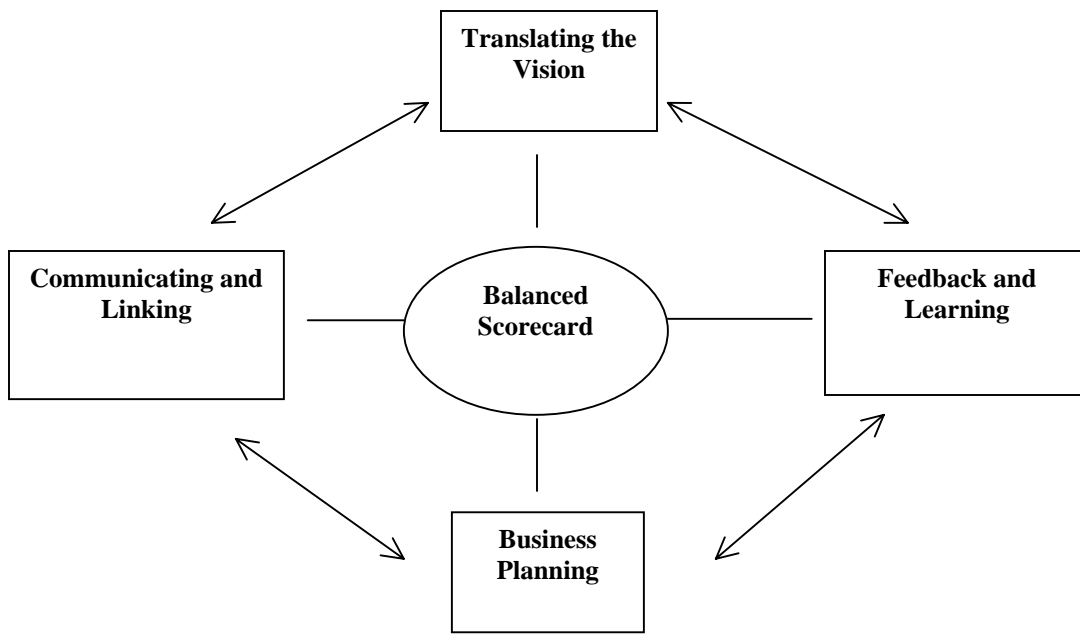 Translating the
Vision
Communicating and
Linking
Balanced
Scorecard
Feedback and
Learning
Business
Planning